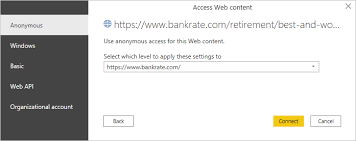 Access Web content
Anonymous
Windows
Basic
Web API
Organizational account
https://www.bankrate.com/retirement/best-and-wo...
Use anonymous access for this Web content.
Select which level to apply these settings to
https://www.bankrate.com/
Back
Connect
Cancel